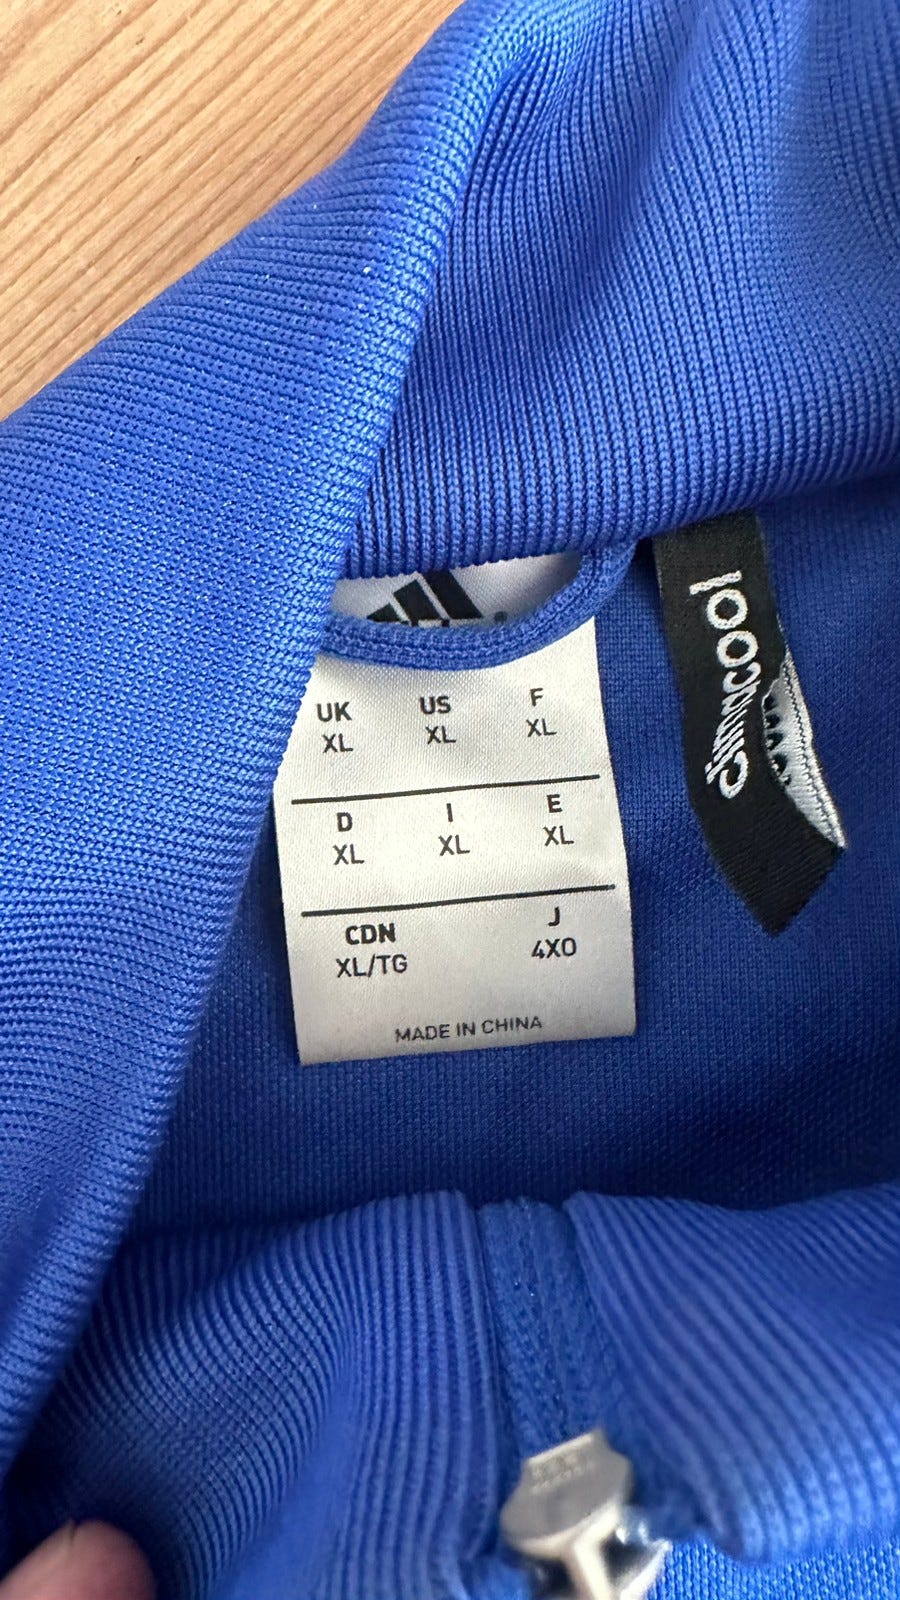 UK US F
XL XL XL
D I E
XL XL XL
CDN J
XL/TG 4XO
MADE IN CHINA
climacool